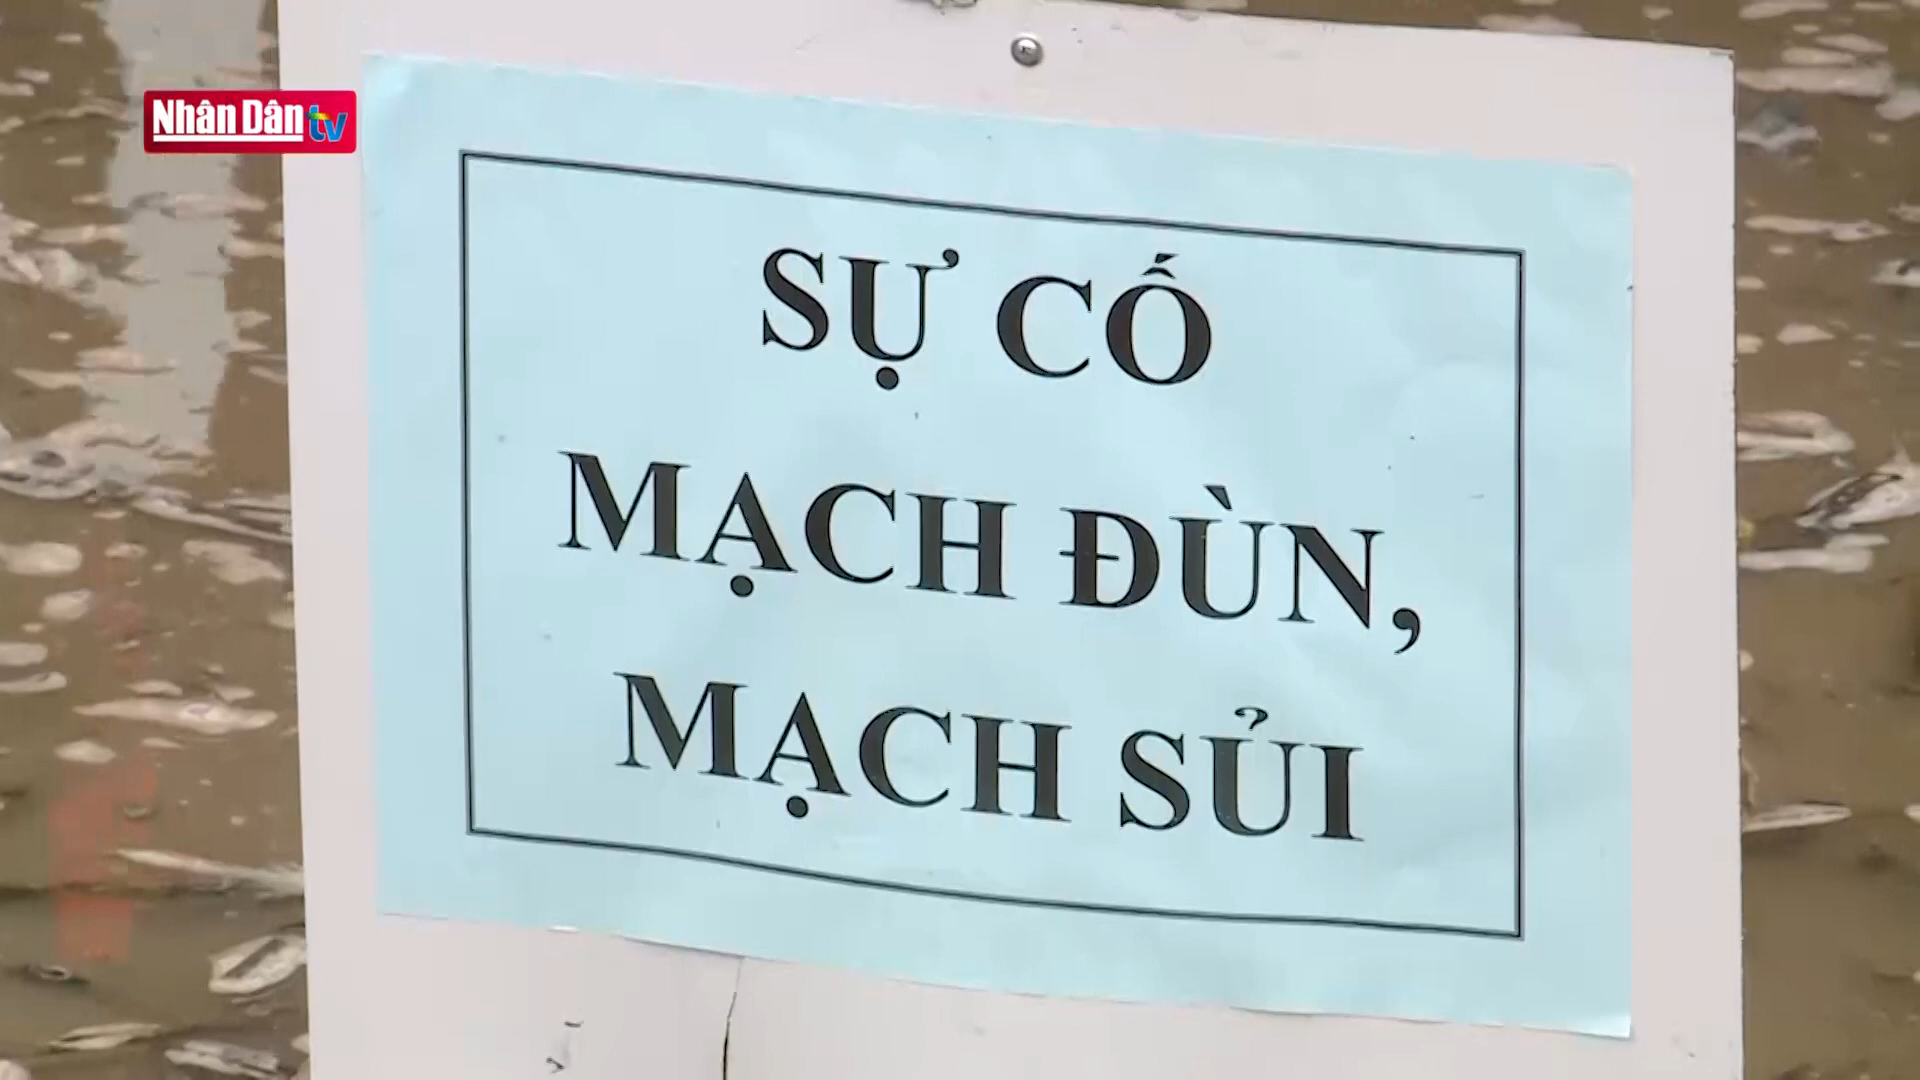 Nhân Dân tv
SỰ CỐ
MẠCH ĐÙN,
MẠCH SỦI